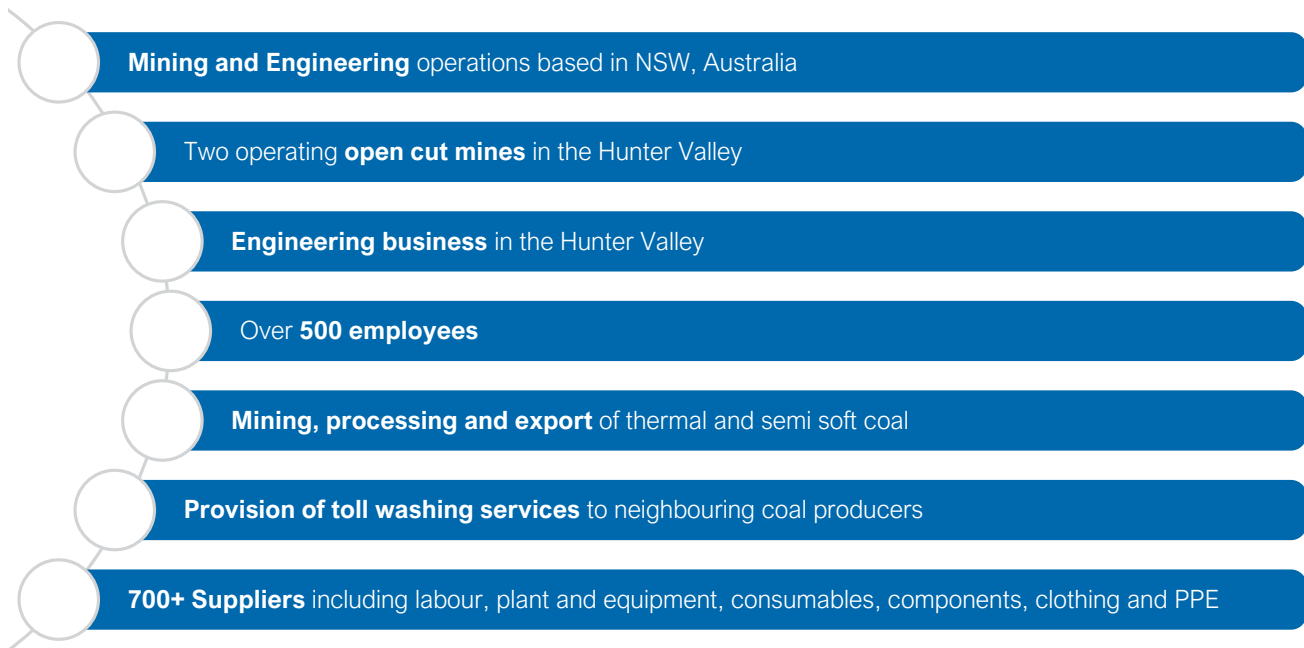 Mining and Engineering operations based in NSW, Australia
Two operating open cut mines in the Hunter Valley
Engineering business in the Hunter Valley
Over 500 employees
Mining, processing and export of thermal and semi soft coal
Provision of toll washing services to neighbouring coal producers
700+ Suppliers including labour, plant and equipment, consumables, components, clothing and PPE